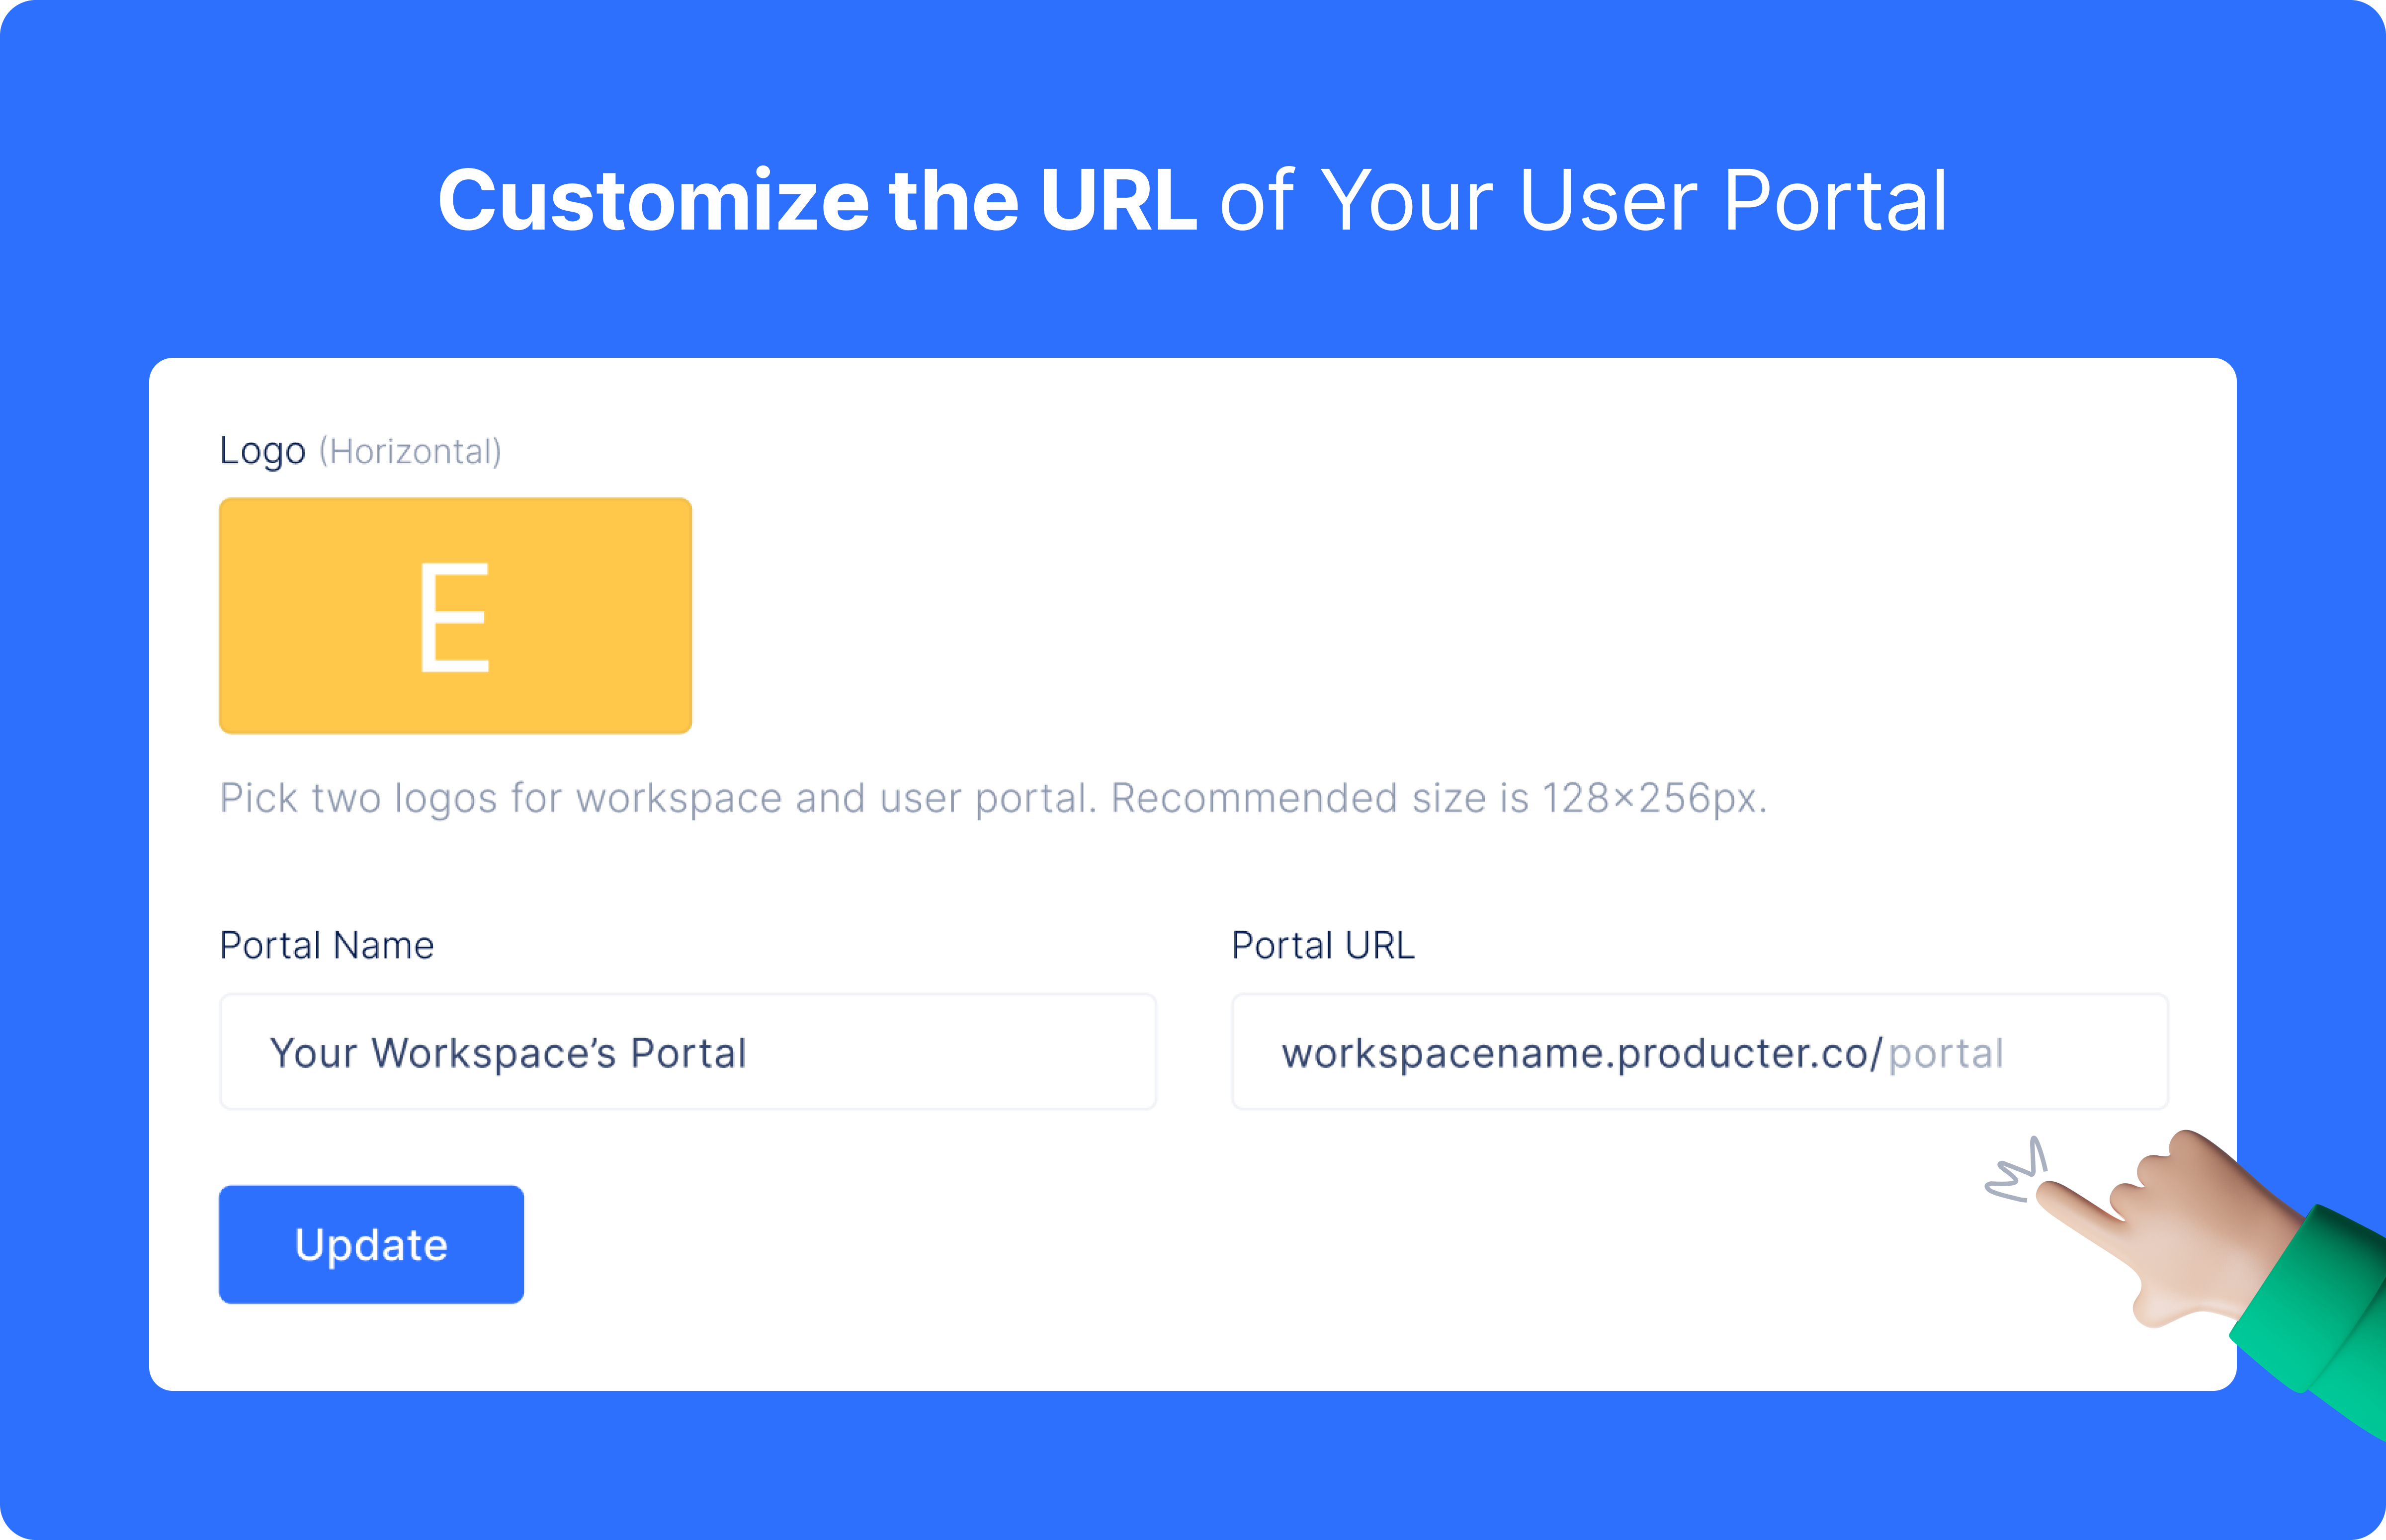 Customize the URL of Your User Portal
Logo (Horizontal)
E
Pick two logos for workspace and user portal. Recommended size is 128×256px.
Portal Name
Portal URL
Your Workspace’s Portal
workspacename.producter.co/portal
Update